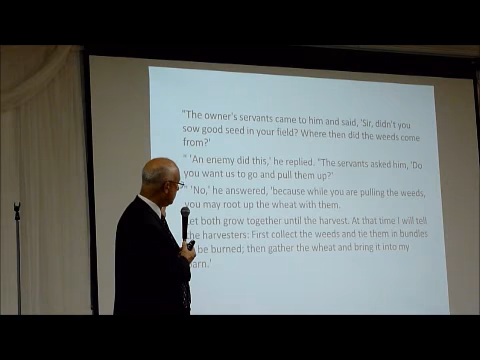 "The owner's servants came to him and said, 'Sir, didn't you
sow good seed in your field? Where then did the weeds come
from?'
" 'An enemy did this,' he replied. "The servants asked him, 'Do
you want us to go and pull them up?'
" 'No,' he answered, 'because while you are pulling the weeds,
you may root up the wheat with them.
Let both grow together until the harvest. At that time I will tell
the harvesters: First collect the weeds and tie them in bundles
be burned; then gather the wheat and bring it into my
barn.'